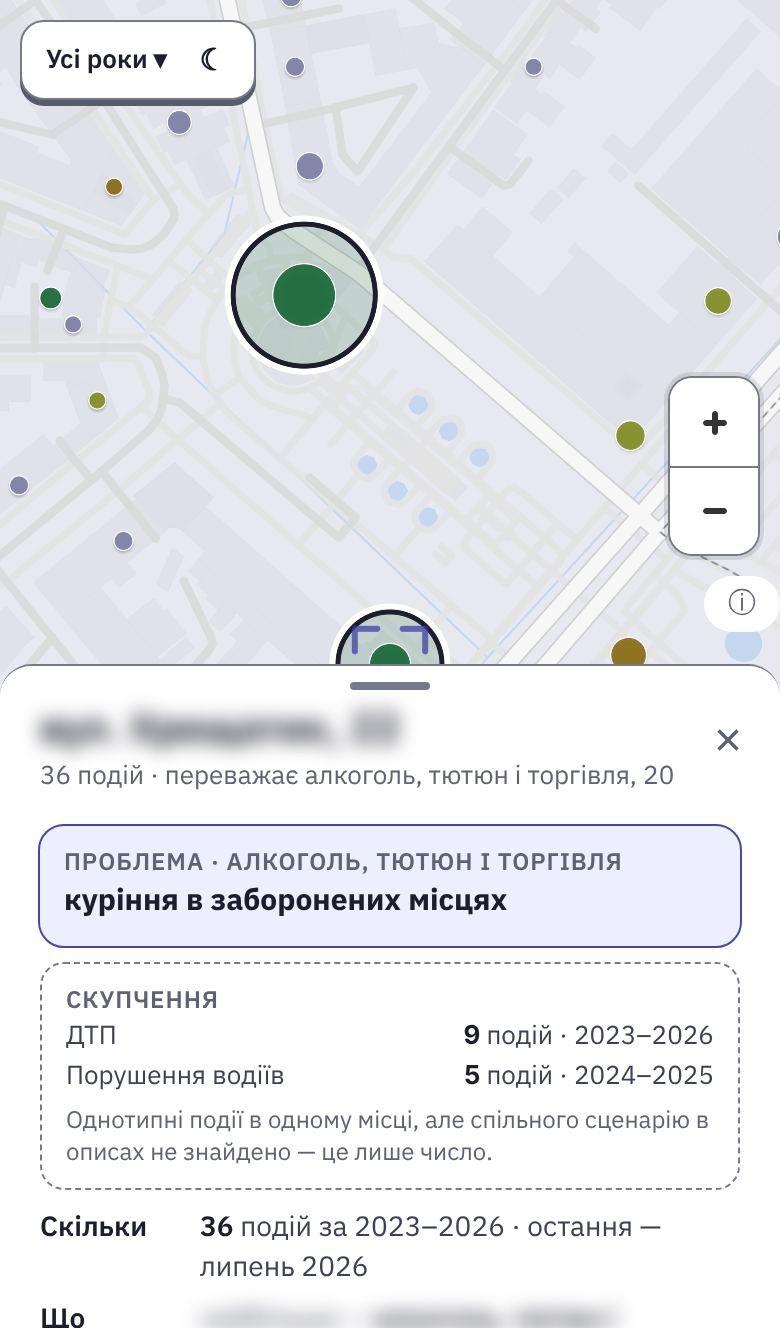 Усі роки ▾ ☾
+
−
ⓘ
✕
36 подій · переважає алкоголь, тютюн і торгівля, 20
ПРОБЛЕМА · АЛКОГОЛЬ, ТЮТЮН І ТОРГІВЛЯ
куріння в заборонених місцях
СКУПЧЕННЯ
ДТП 9 подій · 2023–2026
Порушення водіїв 5 подій · 2024–2025
Однотипні події в одному місці, але спільного сценарію в
описах не знайдено — це лише число.
Скільки 36 подій за 2023–2026 · остання —
липень 2026
Що